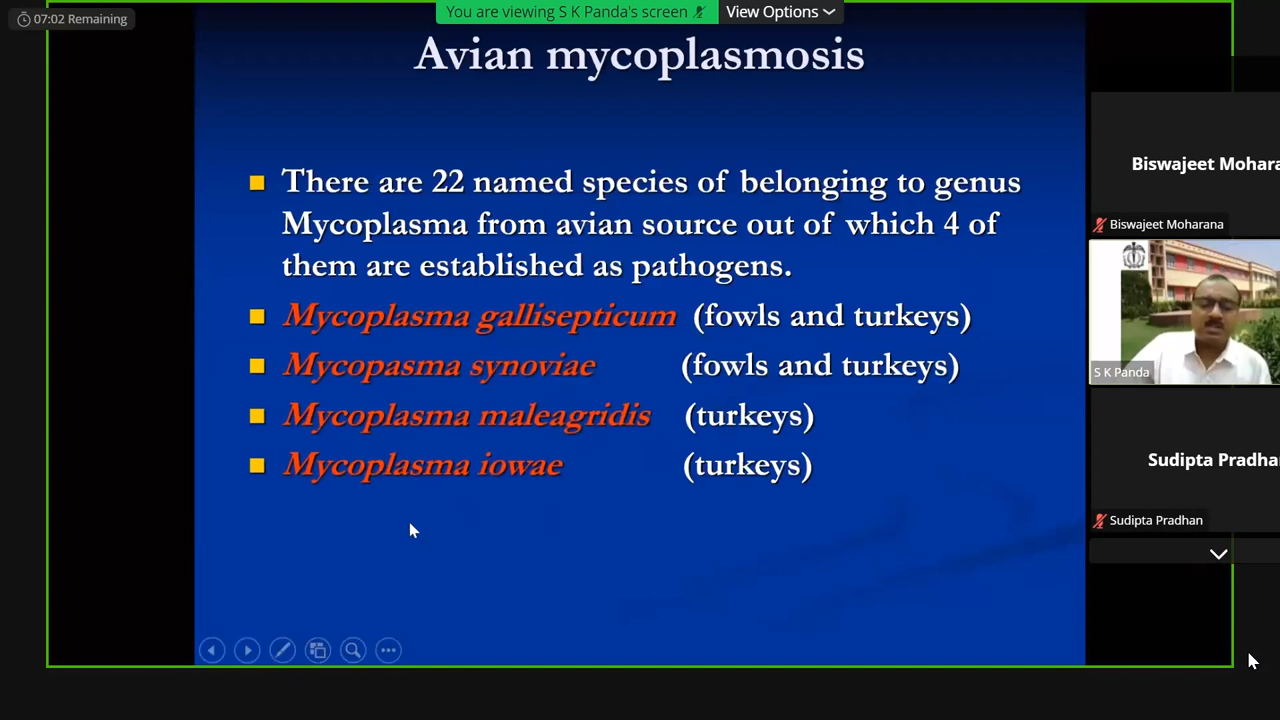 07:02 Remaining
You are viewing S K Panda's screen
View Options
Avian mycoplasmosis
There are 22 named species of belonging to genus
Mycoplasma from avian source out of which 4 of
them are established as pathogens.
Mycoplasma gallisepticum (fowls and turkeys)
Mycopasma synoviae (fowls and turkeys)
Mycoplasma maleagridis (turkeys)
Mycoplasma iowae (turkeys)
Biswajeet Mohara
Biswajeet Moharana
S K Panda
Sudipta Pradha
Sudipta Pradhan